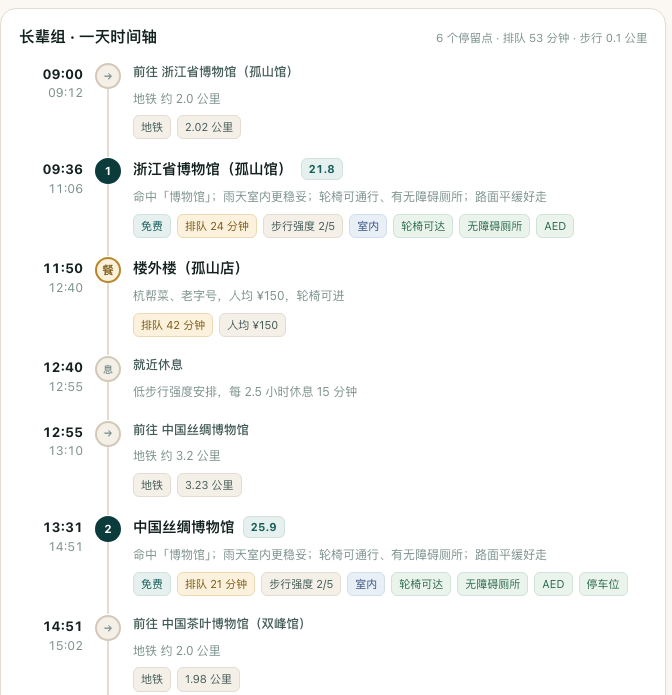 长辈组 · 一天时间轴
6 个停留点 · 排队 53 分钟 · 步行 0.1 公里
09:00
09:12
→
前往 浙江省博物馆（孤山馆）
地铁 约 2.0 公里
地铁
2.02 公里
09:36
11:06
1
浙江省博物馆（孤山馆）
21.8
命中「博物馆」；雨天室内更稳妥；轮椅可通行、有无障碍厕所；路面平缓好走
免费
排队 24 分钟
步行强度 2/5
室内
轮椅可达
无障碍厕所
AED
11:50
12:40
餐
楼外楼（孤山店）
杭帮菜、老字号，人均 ¥150，轮椅可进
排队 42 分钟
人均 ¥150
12:40
12:55
息
就近休息
低步行强度安排，每 2.5 小时休息 15 分钟
12:55
13:10
→
前往 中国丝绸博物馆
地铁 约 3.2 公里
地铁
3.23 公里
13:31
14:51
2
中国丝绸博物馆
25.9
命中「博物馆」；雨天室内更稳妥；轮椅可通行、有无障碍厕所；路面平缓好走
免费
排队 21 分钟
步行强度 2/5
室内
轮椅可达
无障碍厕所
AED
停车位
14:51
15:02
→
前往 中国茶叶博物馆（双峰馆）
地铁 约 2.0 公里
地铁
1.98 公里